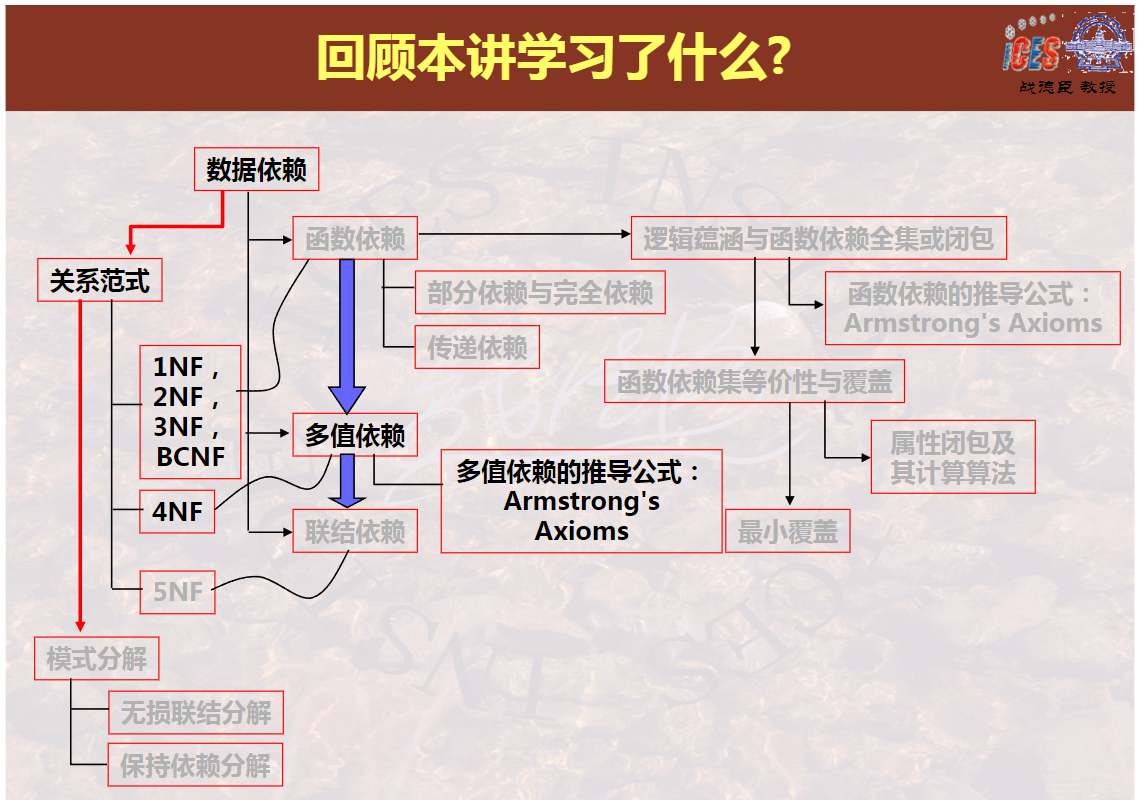 回顾本讲学习了什么?
iCES
战德臣 教授
数据依赖
函数依赖
逻辑蕴涵与函数依赖全集或闭包
关系范式
部分依赖与完全依赖
函数依赖的推导公式：
Armstrong's Axioms
传递依赖
1NF，
2NF，
3NF，
BCNF
函数依赖集等价性与覆盖
多值依赖
属性闭包及
其计算算法
多值依赖的推导公式：
Armstrong's
Axioms
4NF
联结依赖
最小覆盖
5NF
模式分解
无损联结分解
保持依赖分解